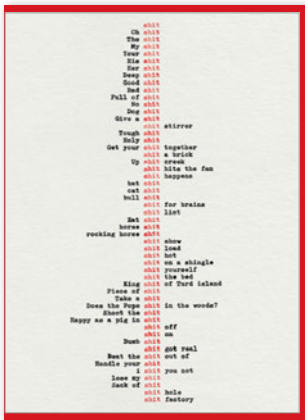 shit
Oh shit
The shit
My shit
Your shit
His shit
Her shit
Deep shit
Good shit
Bad shit
Full of shit
No shit
Dog shit
Give a shit
shit stirrer
Tough shit
Holy shit
Get your shit together
shit a brick
Up shit creek
shit hits the fan
shit happens
bat shit
cat shit
bull shit
shit for brains
shit list
Eat shit
horse shit
rocking horse shit
shit show
shit load
shit hot
shit on a shingle
shit yourself
shit the bed
King shit of Turd island
Piece of shit
Take a shit
Does the Pope shit in the woods?
Shoot the shit
Happy as a pig in shit
shit off
shit on
Dumb shit
shit got real
Beat the shit out of
Handle your shit
i shit you not
lose my shit
Sack of shit
shit hole
shit factory